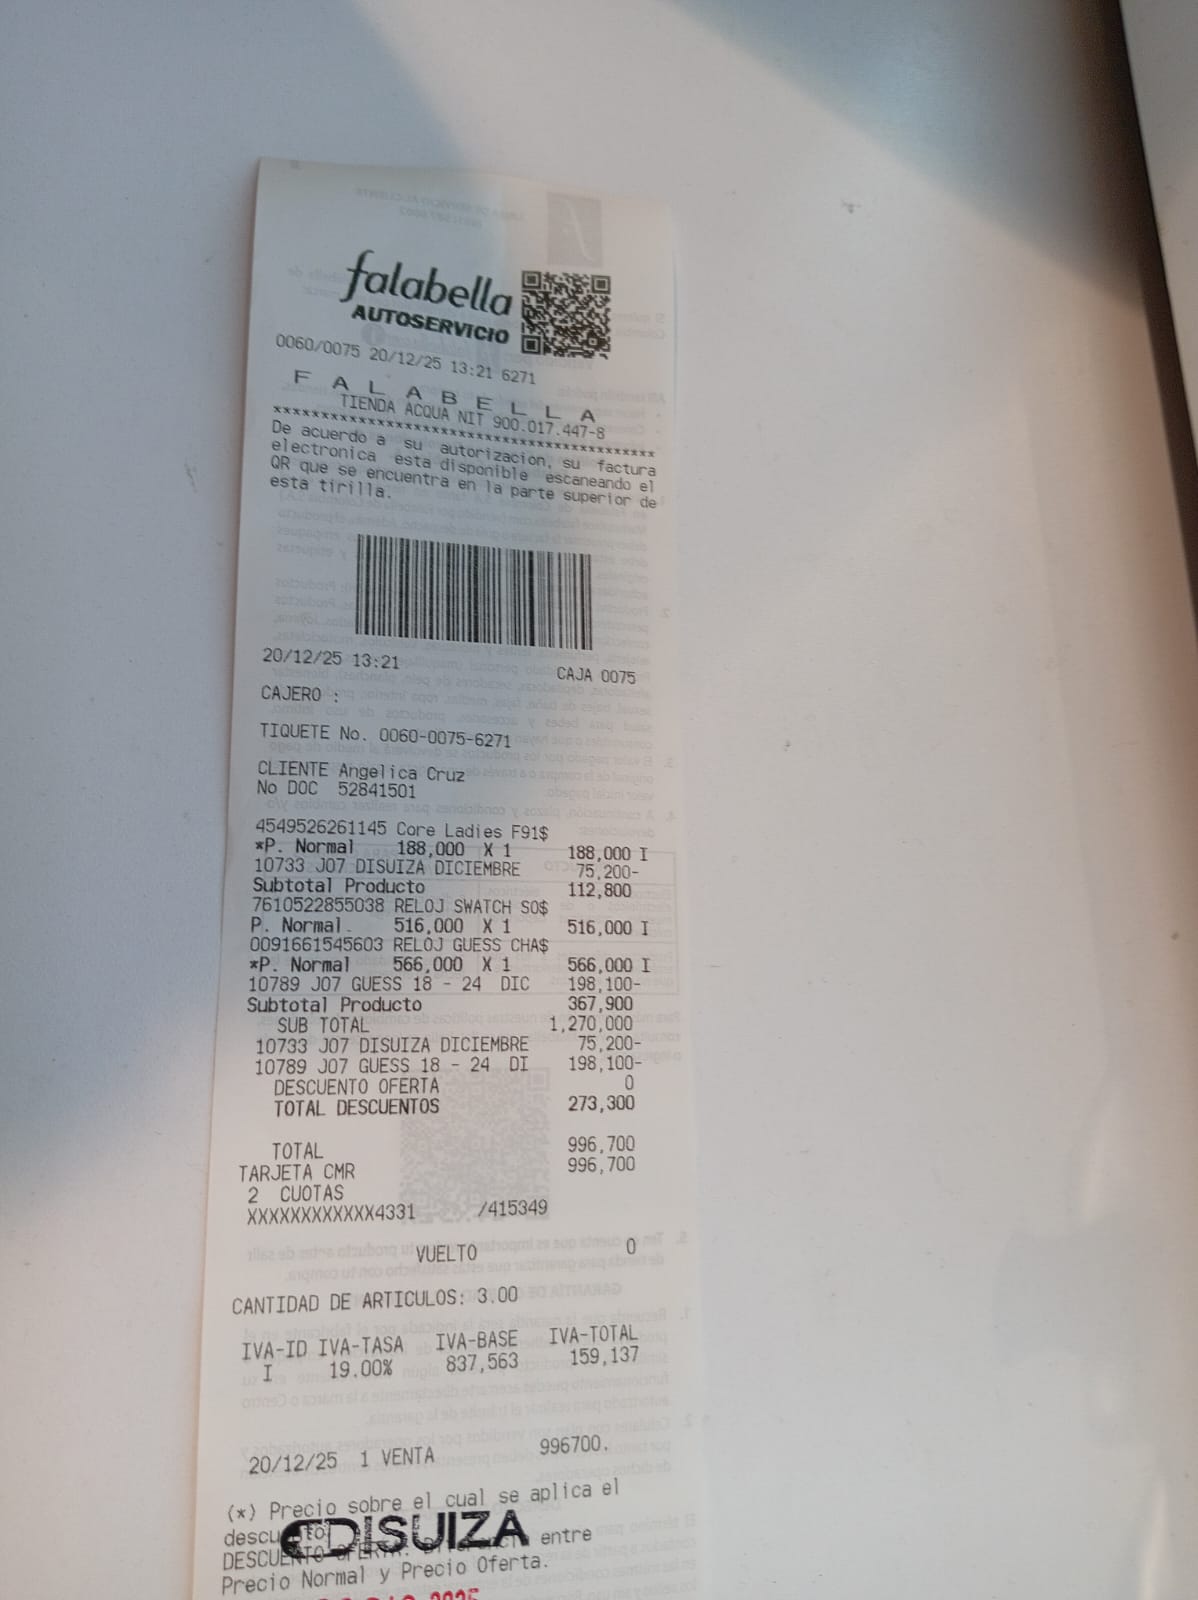 falabella
AUTOSERVICIO
0060/0075 20/12/25 13:21 6271
F A L A B E L L A
TIENDA ACQUA NIT 900.017.447-8
****************************************
De acuerdo a su autorizacion, su factura
electronica esta disponible escaneando el
QR que se encuentra en la parte superior de
esta tirilla.
20/12/25 13:21 CAJA 0075
CAJERO :
TIQUETE No. 0060-0075-6271
CLIENTE Angelica Cruz
No DOC 52841501
4549526261145 Core Ladies F91$
*P. Normal 188,000 X 1 188,000 I
10733 J07 DISUIZA DICIEMBRE 75,200-
Subtotal Producto 112,800
7610522855038 RELOJ SWATCH SO$
P. Normal 516,000 X 1 516,000 I
0091661545603 RELOJ GUESS CHA$
*P. Normal 566,000 X 1 566,000 I
10789 J07 GUESS 18 - 24 DIC 198,100-
Subtotal Producto 367,900
SUB TOTAL 1,270,000
10733 J07 DISUIZA DICIEMBRE 75,200-
10789 J07 GUESS 18 - 24 DI 198,100-
DESCUENTO OFERTA 0
TOTAL DESCUENTOS 273,300
TOTAL 996,700
TARJETA CMR 996,700
2 CUOTAS
XXXXXXXXXXXX4331 /415349
VUELTO 0
CANTIDAD DE ARTICULOS: 3.00
IVA-ID IVA-TASA IVA-BASE IVA-TOTAL
I 19.00% 837,563 159,137
20/12/25 1 VENTA 996700.
(*) Precio sobre el cual se aplica el
descuento.
DISUIZA
DESCUENTO OFERTA: Diferencia entre
Precio Normal y Precio Oferta.